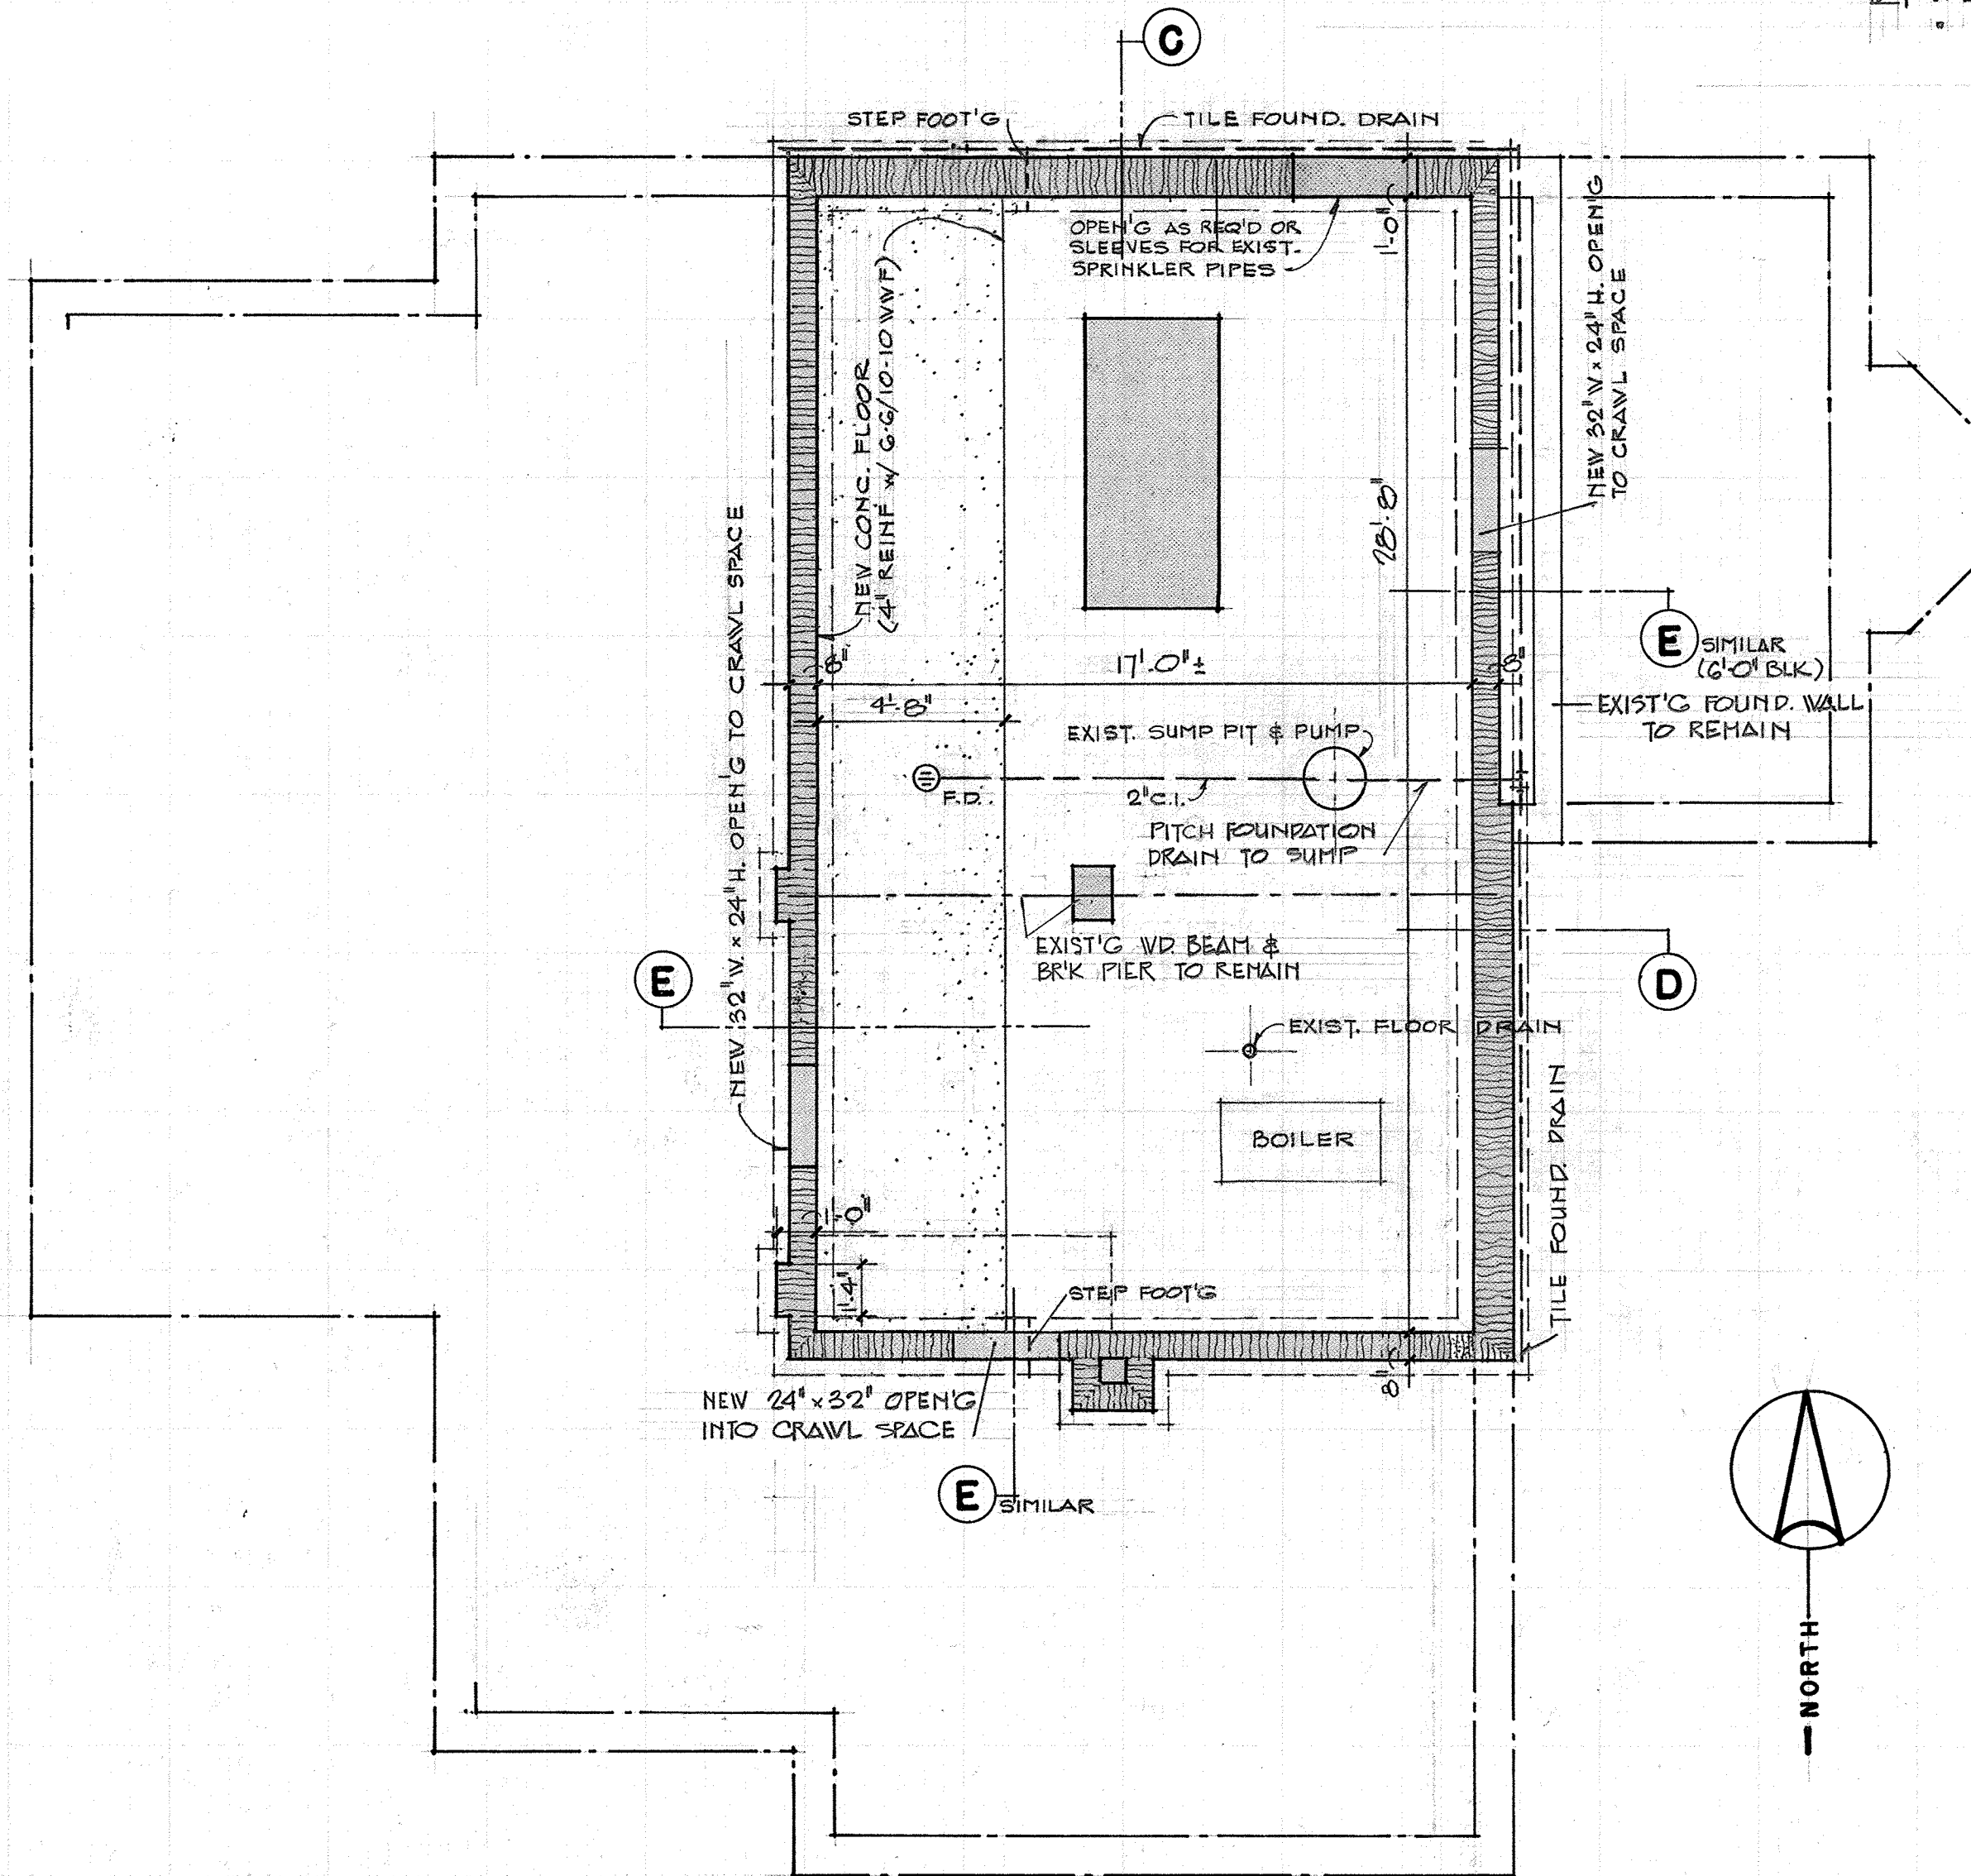 C
STEP FOOT'G
TILE FOUND. DRAIN
OPEN'G AS REQ'D OR
SLEEVES FOR EXIST.
SPRINKLER PIPES
1'-0"
NEW 32" W. x 24" H. OPEN'G
TO CRAWL SPACE
NEW CONC. FLOOR
(4" REINF w/ 6-6/10-10 WWF)
28'-8"
NEW 32" W. x 24" H. OPEN'G TO CRAWL SPACE
E SIMILAR
(6'-0" BLK)
8"
17'-0" ±
8"
4'-8"
EXIST'G FOUND. WALL
TO REMAIN
EXIST. SUMP PIT & PUMP
F.D.
2" C.I.
PITCH FOUNDATION
DRAIN TO SUMP
EXIST'G WD. BEAM &
BR'K PIER TO REMAIN
E
D
EXIST. FLOOR DRAIN
BOILER
TILE FOUND. DRAIN
1'-0"
1'-4"
STEP FOOT'G
8"
NEW 24" x 32" OPEN'G
INTO CRAWL SPACE
E SIMILAR
NORTH